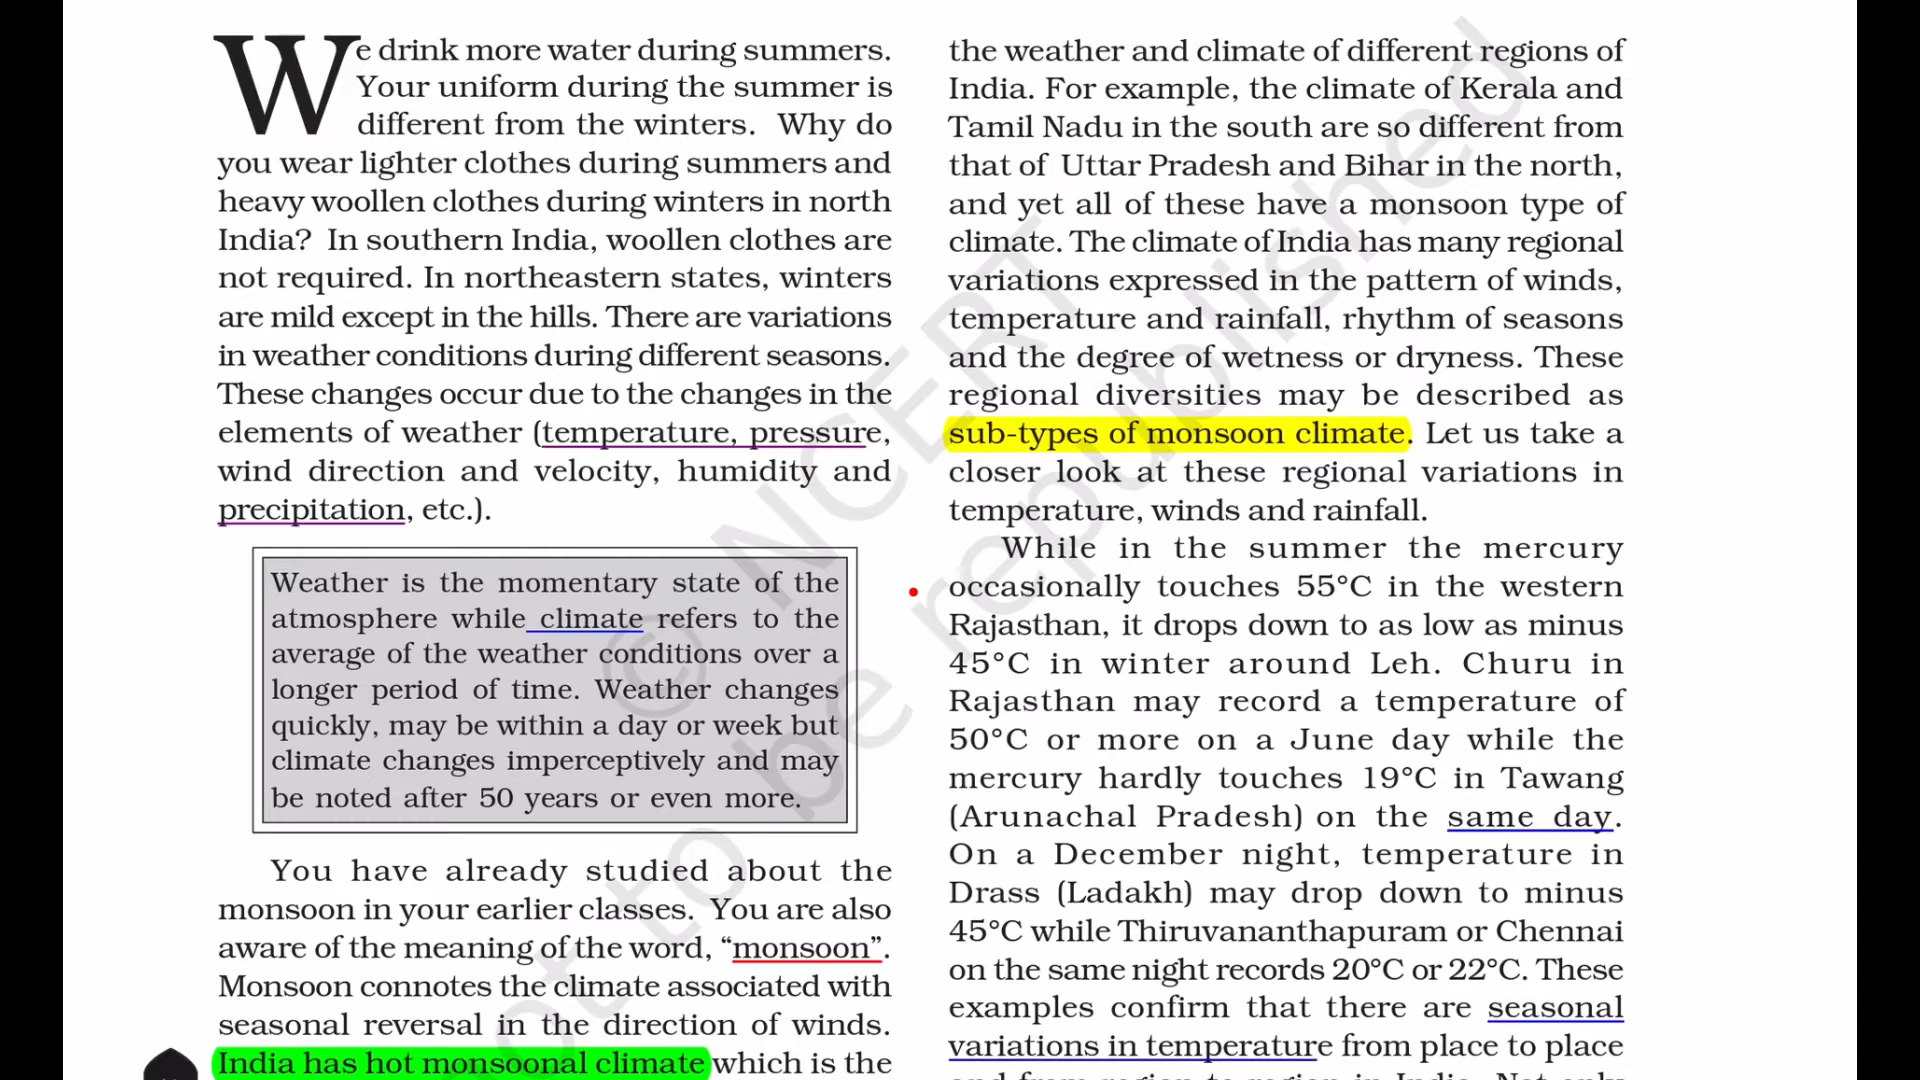 We drink more water during summers.
Your uniform during the summer is
different from the winters. Why do
you wear lighter clothes during summers and
heavy woollen clothes during winters in north
India? In southern India, woollen clothes are
not required. In northeastern states, winters
are mild except in the hills. There are variations
in weather conditions during different seasons.
These changes occur due to the changes in the
elements of weather (temperature, pressure,
wind direction and velocity, humidity and
precipitation, etc.).
Weather is the momentary state of the
atmosphere while climate refers to the
average of the weather conditions over a
longer period of time. Weather changes
quickly, may be within a day or week but
climate changes imperceptively and may
be noted after 50 years or even more.
You have already studied about the
monsoon in your earlier classes. You are also
aware of the meaning of the word, “monsoon”.
Monsoon connotes the climate associated with
seasonal reversal in the direction of winds.
India has hot monsoonal climate which is the
the weather and climate of different regions of
India. For example, the climate of Kerala and
Tamil Nadu in the south are so different from
that of Uttar Pradesh and Bihar in the north,
and yet all of these have a monsoon type of
climate. The climate of India has many regional
variations expressed in the pattern of winds,
temperature and rainfall, rhythm of seasons
and the degree of wetness or dryness. These
regional diversities may be described as
sub-types of monsoon climate. Let us take a
closer look at these regional variations in
temperature, winds and rainfall.
While in the summer the mercury
occasionally touches 55°C in the western
Rajasthan, it drops down to as low as minus
45°C in winter around Leh. Churu in
Rajasthan may record a temperature of
50°C or more on a June day while the
mercury hardly touches 19°C in Tawang
(Arunachal Pradesh) on the same day.
On a December night, temperature in
Drass (Ladakh) may drop down to minus
45°C while Thiruvananthapuram or Chennai
on the same night records 20°C or 22°C. These
examples confirm that there are seasonal
variations in temperature from place to place
and from region to region in India. Not only
© NCERT
not to be republished